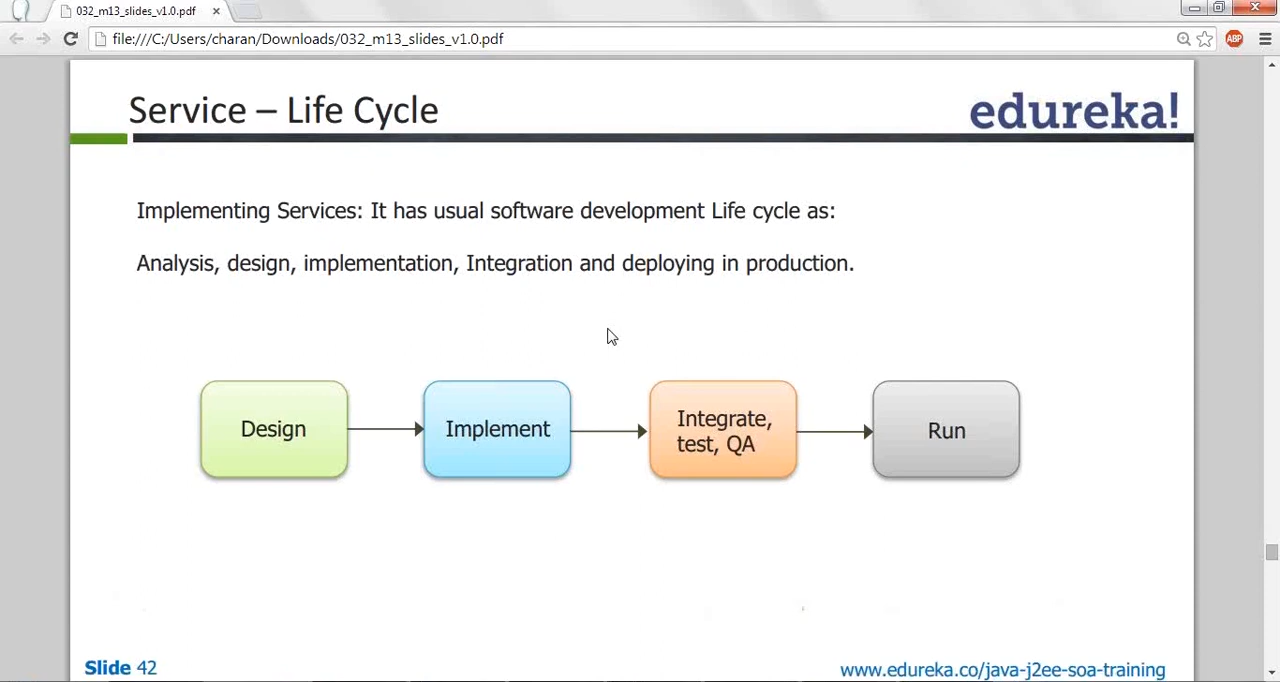 032_m13_slides_v1.0.pdf
file:///C:/Users/charan/Downloads/032_m13_slides_v1.0.pdf
ABP
Service – Life Cycle
edureka!
Implementing Services: It has usual software development Life cycle as:
Analysis, design, implementation, Integration and deploying in production.
Design
Implement
Integrate,
test, QA
Run
Slide 42
www.edureka.co/java-j2ee-soa-training